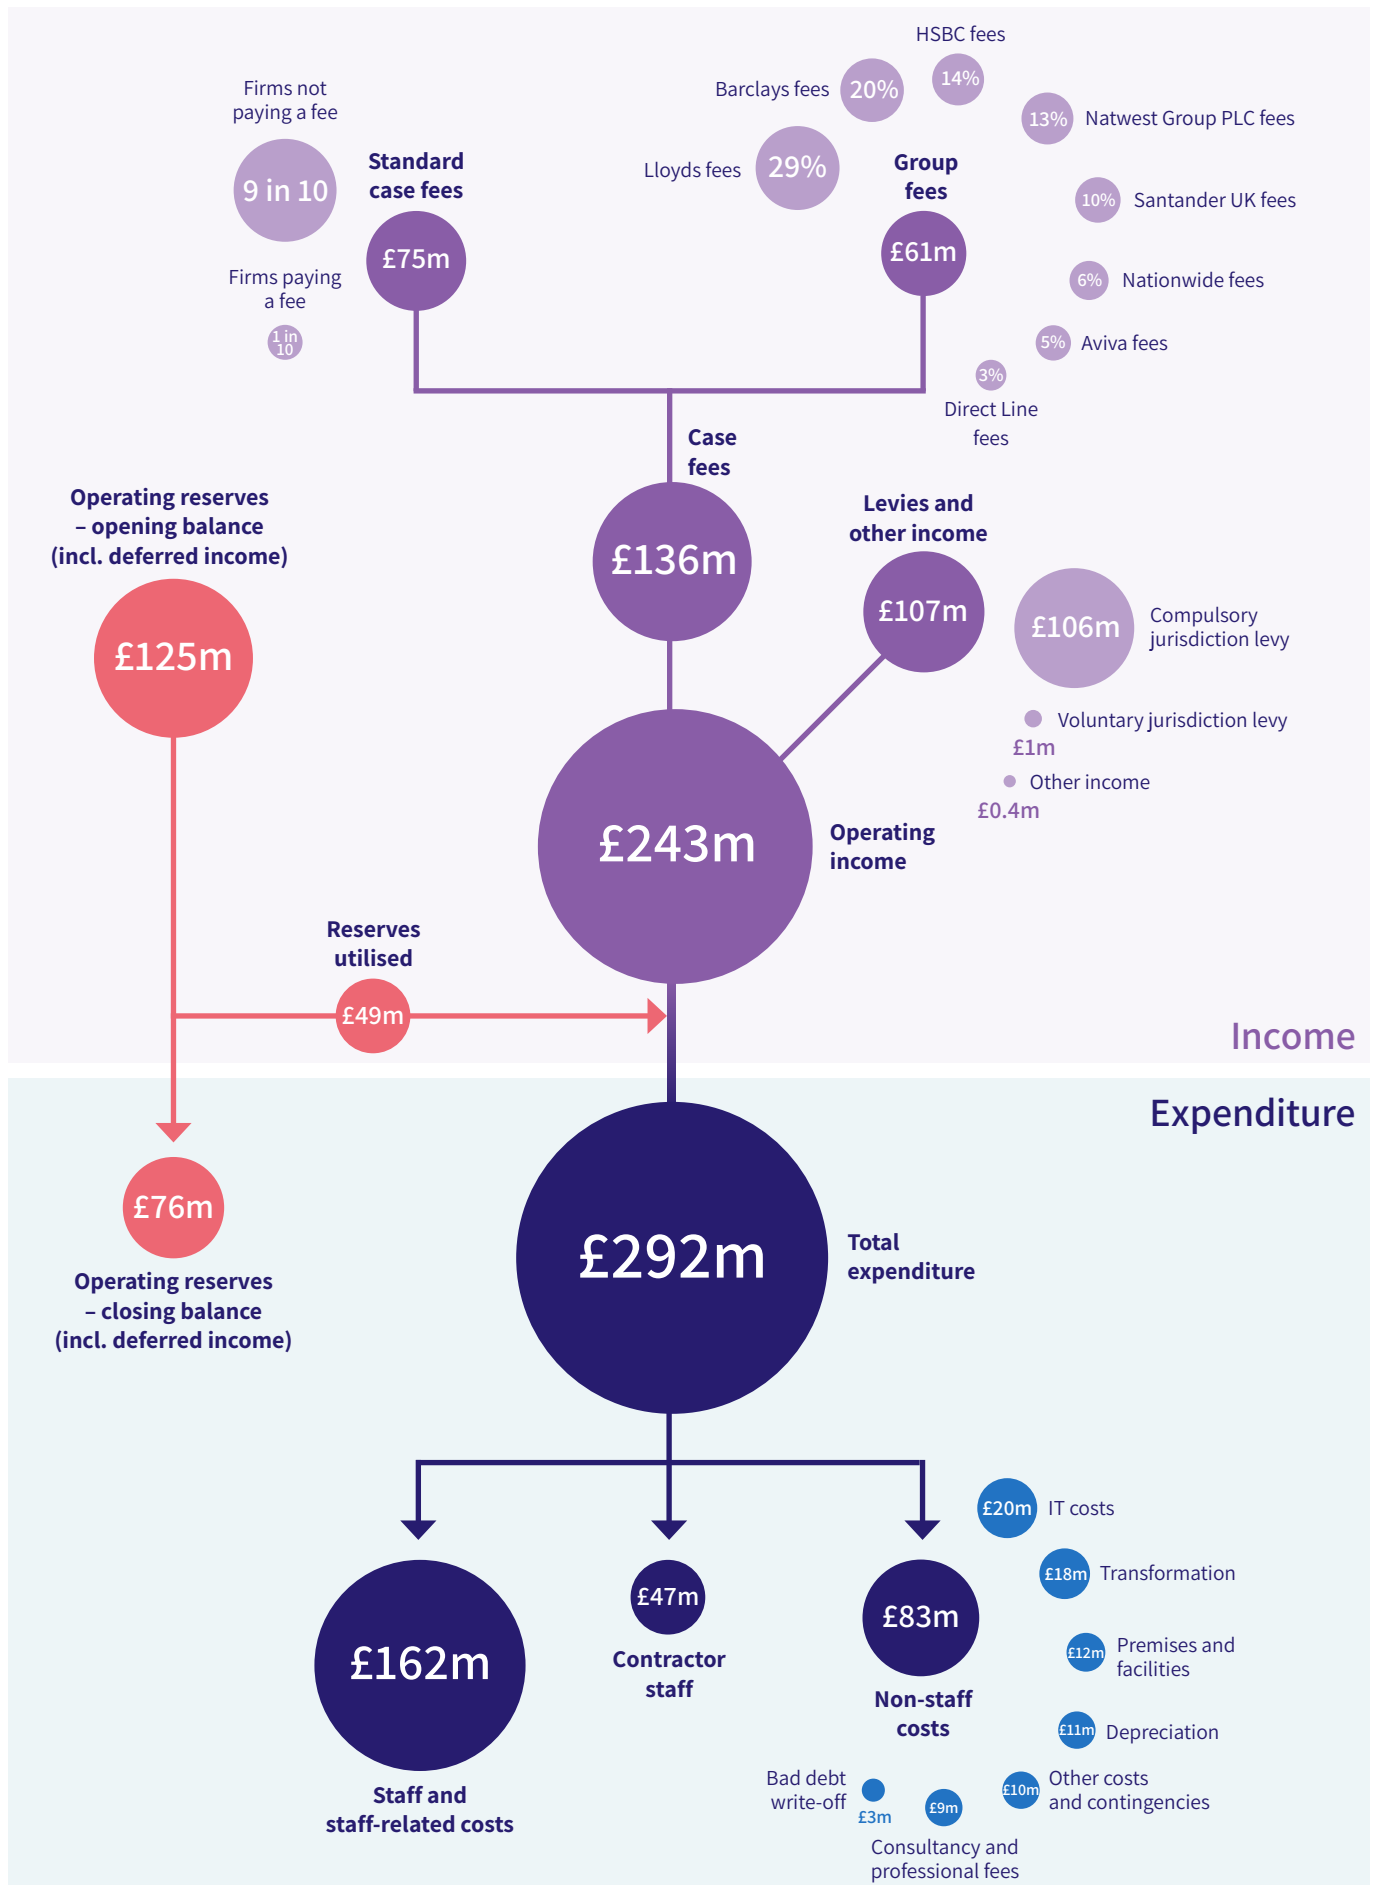 HSBC fees
14%
Barclays fees
20%
Firms not
paying a fee
9 in 10
Natwest Group PLC fees
13%
Lloyds fees
29%
Standard
case fees
£75m
Group
fees
£61m
10%
Santander UK fees
Firms paying
a fee
1 in
10
6%
Nationwide fees
5%
Aviva fees
3%
Direct Line
fees
Case
fees
£136m
Operating reserves
– opening balance
(incl. deferred income)
£125m
Levies and
other income
£107m
£106m
Compulsory
jurisdiction levy
Voluntary jurisdiction levy
£1m
Other income
£0.4m
£243m
Operating
income
Reserves
utilised
£49m
Income
Expenditure
£76m
Operating reserves
– closing balance
(incl. deferred income)
£292m
Total
expenditure
£162m
Staff and
staff-related costs
£47m
Contractor
staff
£83m
Non-staff
costs
£20m
IT costs
£18m
Transformation
£12m
Premises and
facilities
£11m
Depreciation
£10m
Other costs
and contingencies
£9m
Consultancy and
professional fees
Bad debt
write-off
£3m